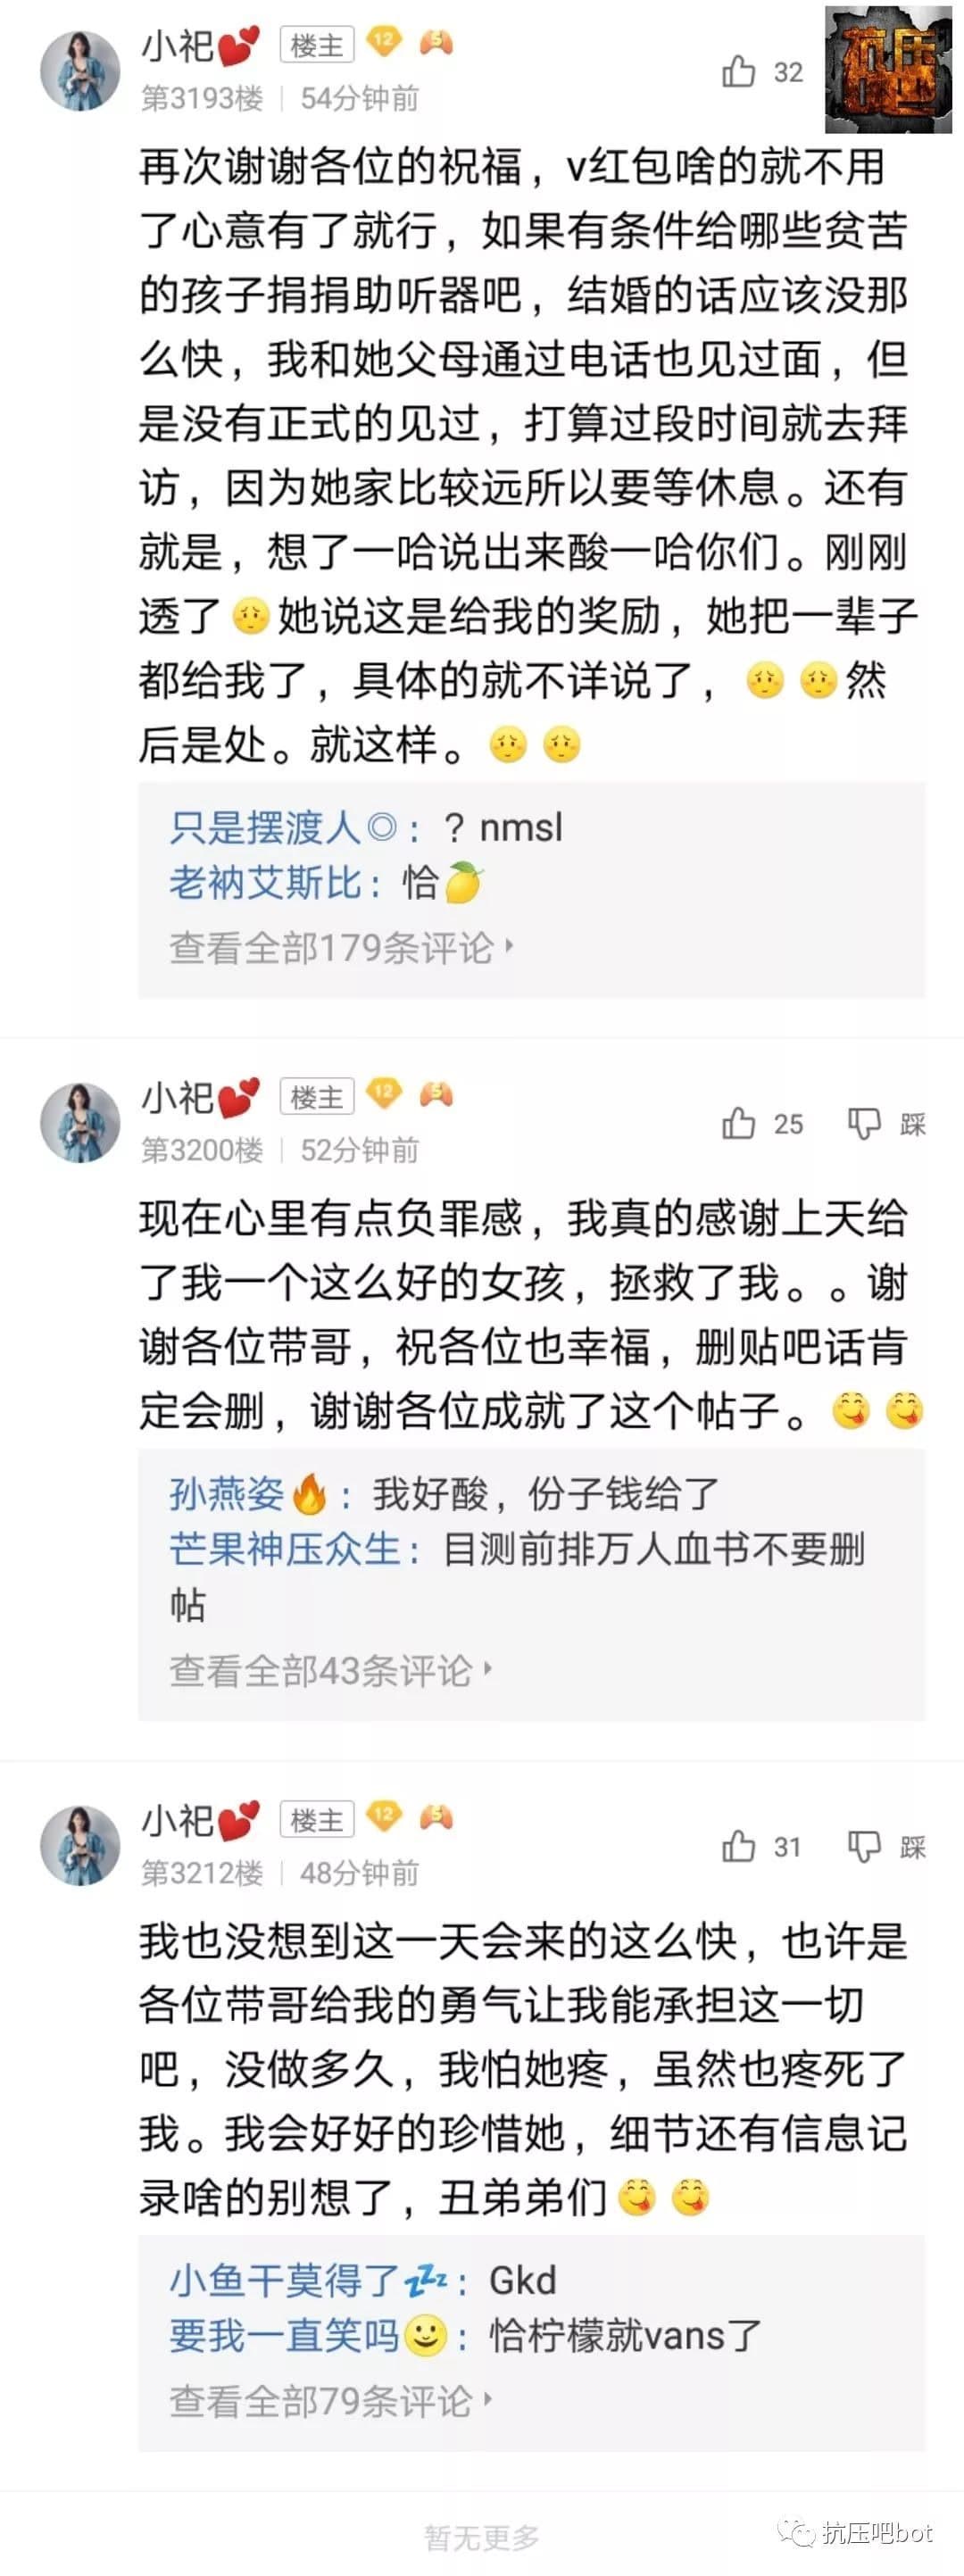 小祀💕 楼主 12 5
第3193楼 | 54分钟前
32
抗压吧
再次谢谢各位的祝福，v红包啥的就不用
了心意有了就行，如果有条件给哪些贫苦
的孩子捐捐助听器吧，结婚的话应该没那
么快，我和她父母通过电话也见过面，但
是没有正式的见过，打算过段时间就去拜
访，因为她家比较远所以要等休息。还有
就是，想了一哈说出来酸一哈你们。刚刚
透了😔她说这是给我的奖励，她把一辈子
都给我了，具体的就不详说了，😔😔然
后是处。就这样。😔😔
只是摆渡人◎：？nmsl
老衲艾斯比：恰🍋
查看全部179条评论
小祀💕 楼主 12 5
第3200楼 | 52分钟前
25 踩
现在心里有点负罪感，我真的感谢上天给
了我一个这么好的女孩，拯救了我。。谢
谢各位带哥，祝各位也幸福，删贴吧话肯
定会删，谢谢各位成就了这个帖子。😋😋
孙燕姿🔥：我好酸，份子钱给了
芒果神压众生：目测前排万人血书不要删
帖
查看全部43条评论
小祀💕 楼主 12 5
第3212楼 | 48分钟前
31 踩
我也没想到这一天会来的这么快，也许是
各位带哥给我的勇气让我能承担这一切
吧，没做多久，我怕她疼，虽然也疼死了
我。我会好好的珍惜她，细节还有信息记
录啥的别想了，丑弟弟们😋😋
小鱼干莫得了💤：Gkd
要我一直笑吗🙂：恰柠檬就vans了
查看全部79条评论
暂无更多
抗压吧bot